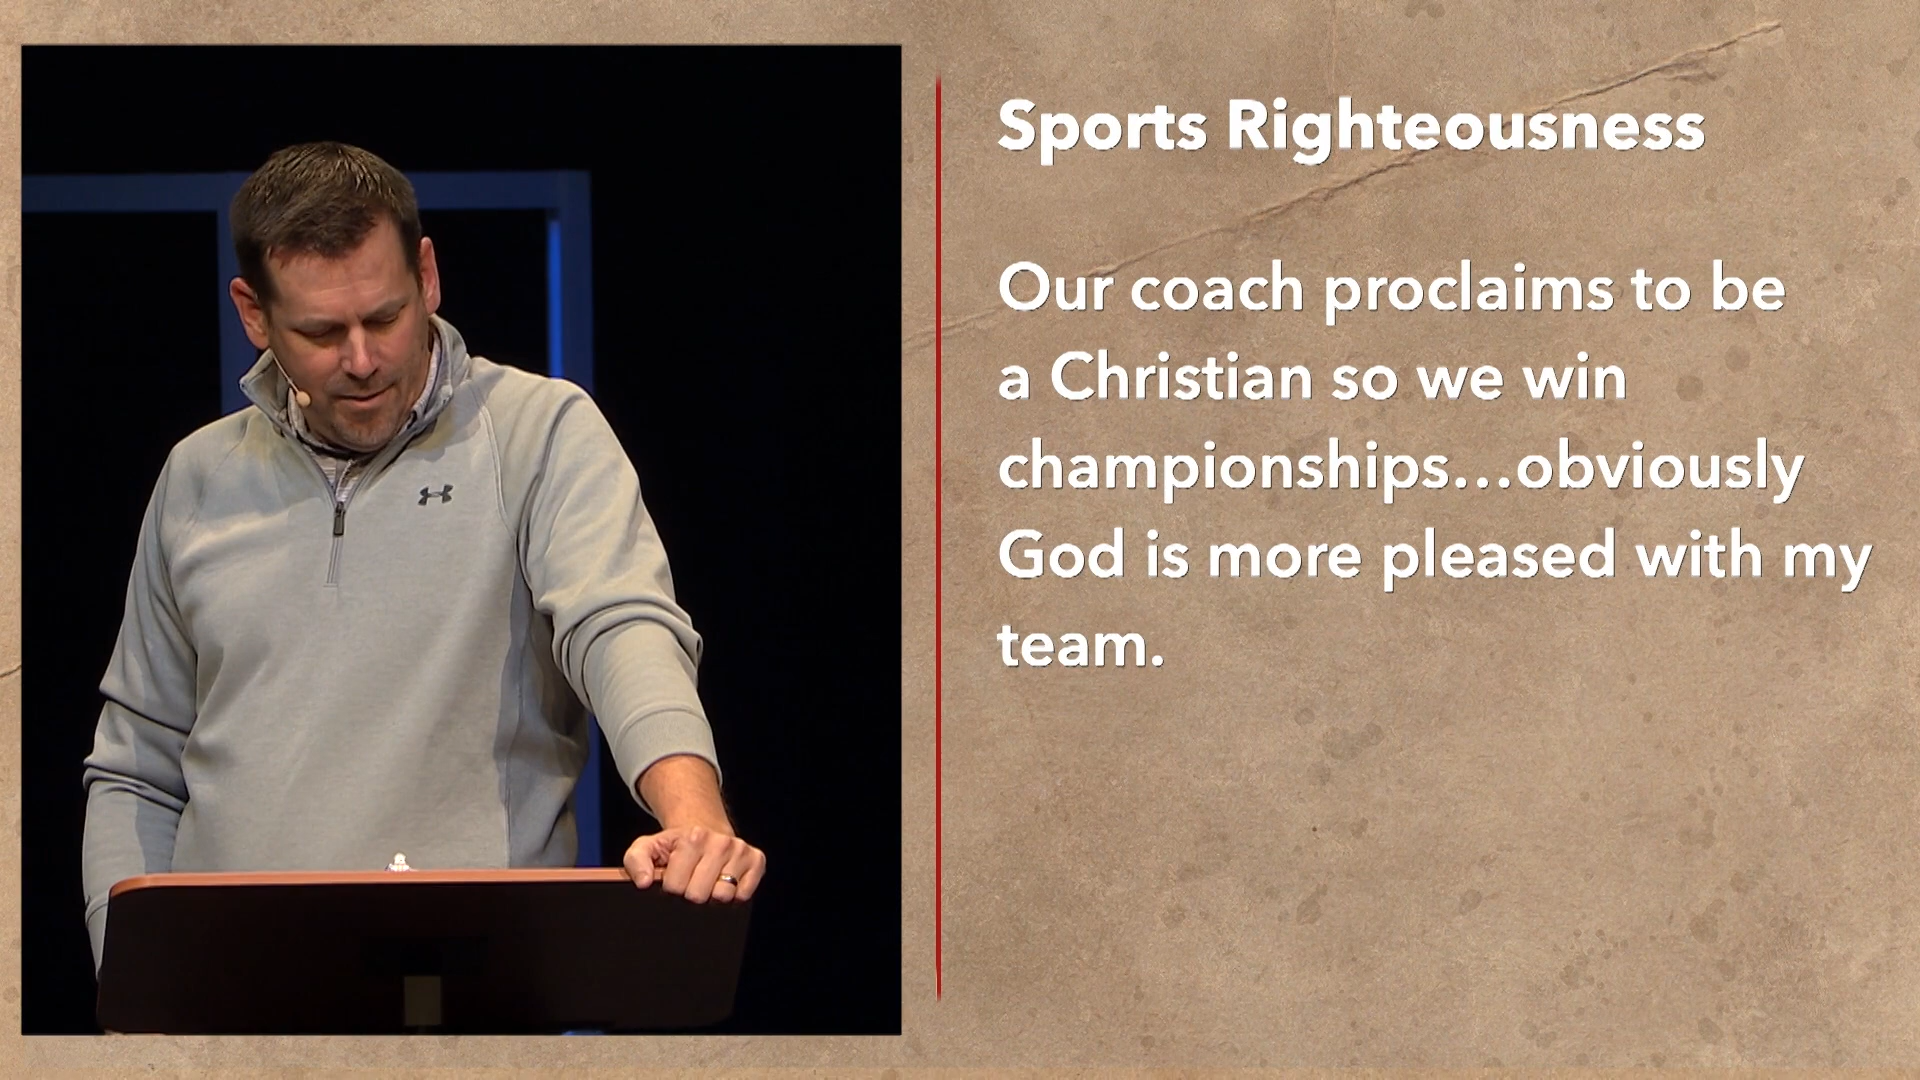 Sports Righteousness
Our coach proclaims to be
a Christian so we win
championships...obviously
God is more pleased with my
team.